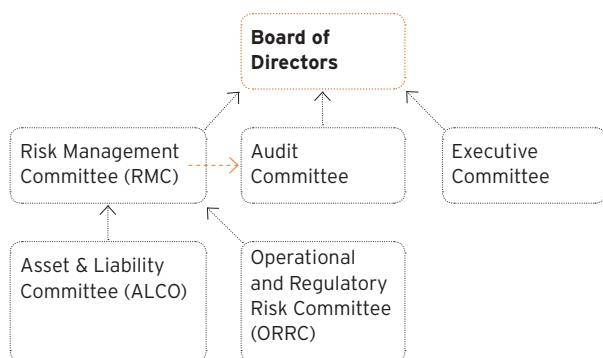 Board of
Directors
Risk Management
Committee (RMC)
Audit
Committee
Executive
Committee
Asset & Liability
Committee (ALCO)
Operational
and Regulatory
Risk Committee
(ORRC)